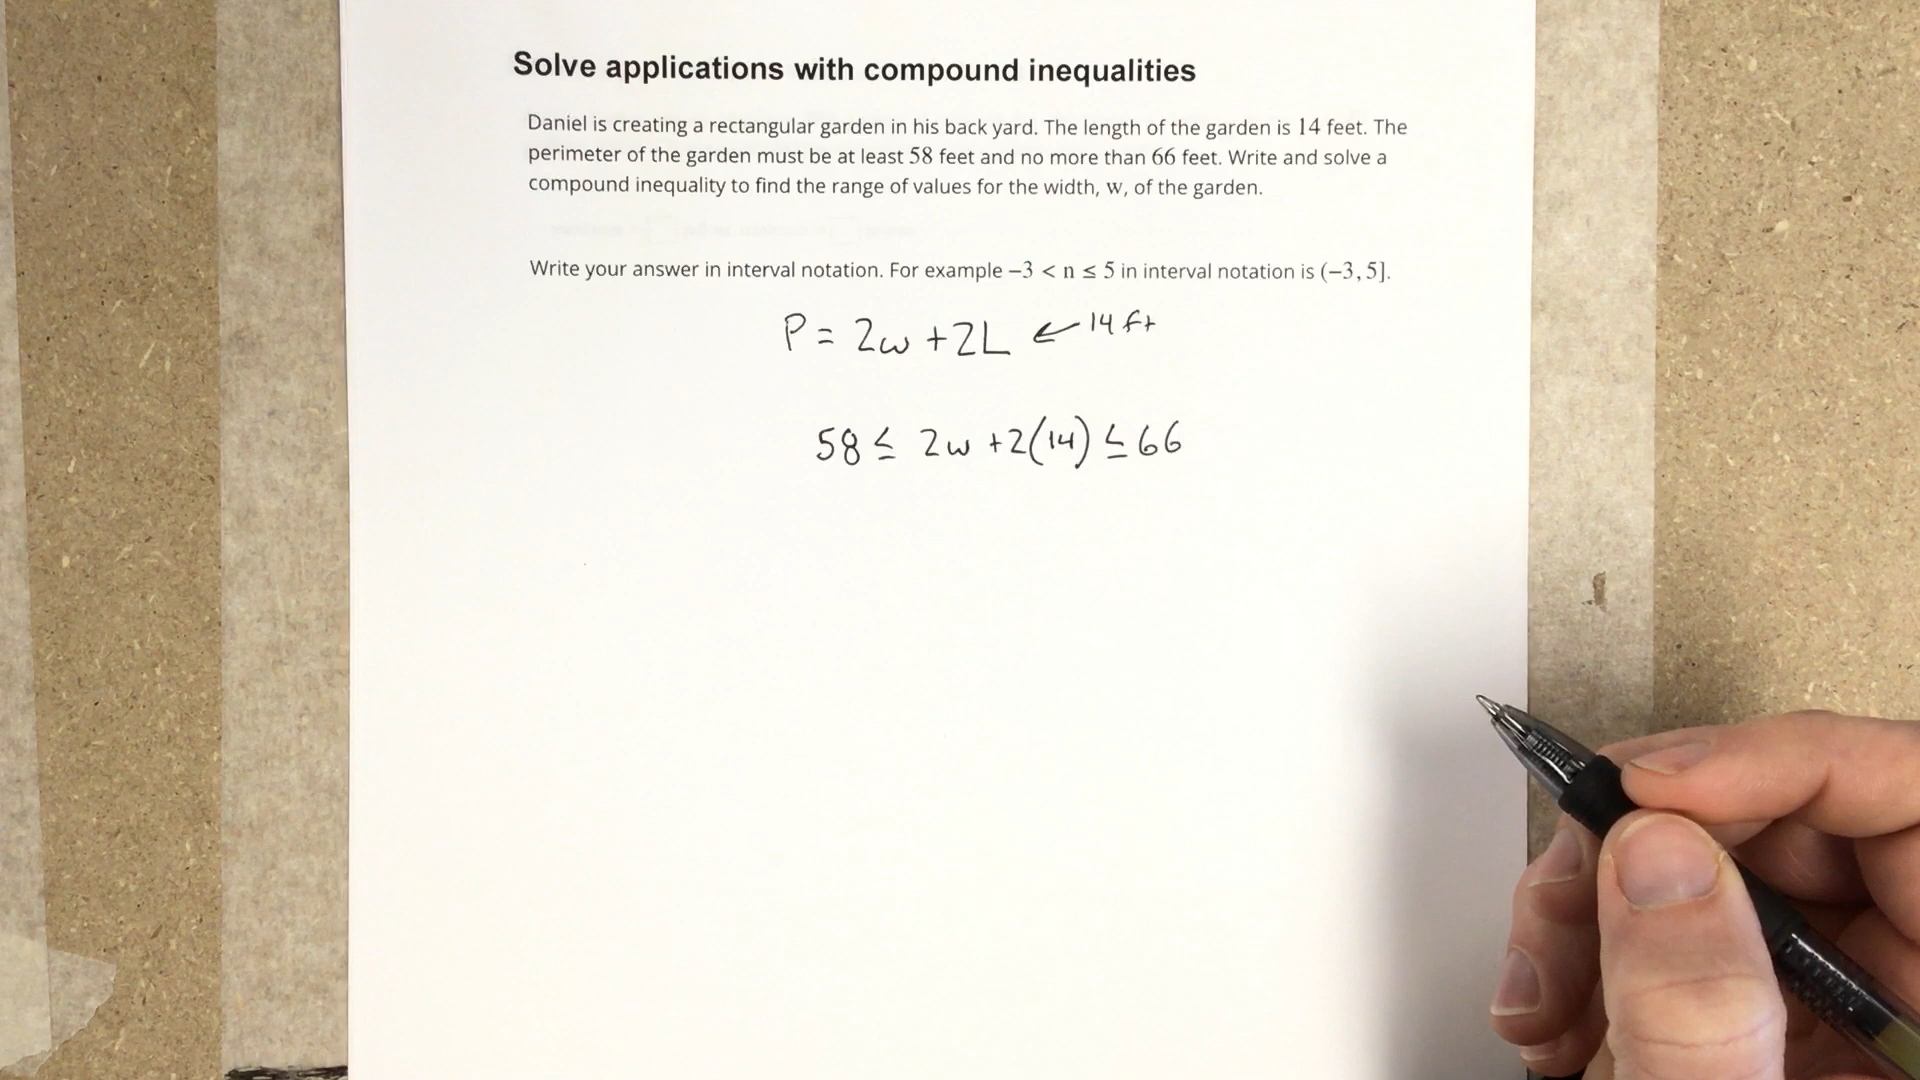 Solve applications with compound inequalities
Daniel is creating a rectangular garden in his back yard. The length of the garden is 14 feet. The
perimeter of the garden must be at least 58 feet and no more than 66 feet. Write and solve a
compound inequality to find the range of values for the width, w, of the garden.
Write your answer in interval notation. For example −3 < n ≤ 5 in interval notation is (−3, 5].
P = 2w + 2L ← 14 ft
58 ≤ 2w + 2(14) ≤ 66